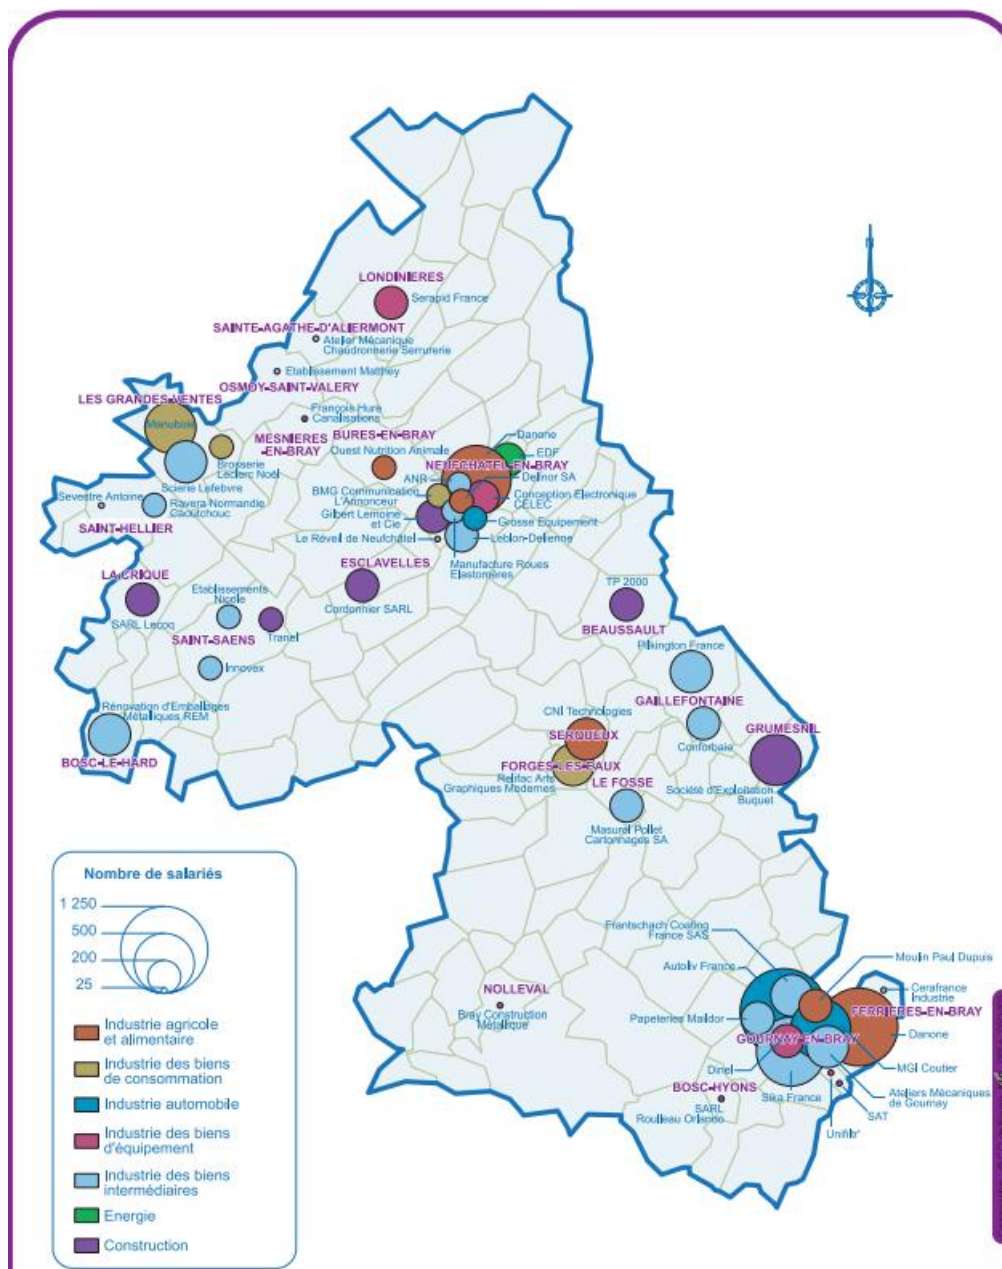 N
LONDINIERES
Serapid France
SAINTE-AGATHE-D'ALIERMONT
Atelier Mécanique
Chaudronnerie Serrurerie
Etablissement Matthey
OSMOY-SAINT-VALERY
LES GRANDES-VENTES
Manubois
François Hure
Canalisations
MESNIERES
EN-BRAY
BURES-EN-BRAY
Ouest Nutrition Animale
Brosserie
Leclerc Noël
Scierie Lefebvre
Sevestre Antoine
Ravera Normandie
Caoutchouc
SAINT-HELLIER
Danone
EDF
NEUFCHATEL-EN-BRAY
ANR
Delinor SA
BMG Communication
L'Annonceur
Conception Electronique
CELEC
Gilbert Lemoine
et Cie
Grosse Equipement
Le Réveil de Neufchâtel
Leblon-Delienne
Manufacture Roues
Elastomères
ESCLAVELLES
Cordonnier SARL
LA CRIQUE
SARL Lecoq
Etablissements
Nicole
SAINT-SAENS
Tranel
Innovex
TP 2000
BEAUSSAULT
Pilkington France
GAILLEFONTAINE
Conforbaie
GRUMESNIL
Société d'Exploitation
Buquet
Rénovation d'Emballages
Métalliques REM
BOSC-LE-HARD
CNI Technologies
SERQUEUX
FORGES-LES-EAUX
Relifac Arts
Graphiques Modernes
LE FOSSE
Masurel Pollet
Cartonnages SA
Nombre de salariés
1 250
500
200
25
Industrie agricole
et alimentaire
Industrie des biens
de consommation
Industrie automobile
Industrie des biens
d'équipement
Industrie des biens
intermédiaires
Energie
Construction
NOLLEVAL
Bray Construction
Métallique
Frantschach Coating
France SAS
Autoliv France
Moulin Paul Dupuis
Cerafrance
Industrie
Papeteries Maildor
FERRIERES-EN-BRAY
GOURNAY-EN-BRAY
Danone
Dinel
MGI Coutier
BOSC-HYONS
SARL
Rouleau Orlando
Sika France
Ateliers Mécaniques
de Gournay
SAT
Unifiltr'